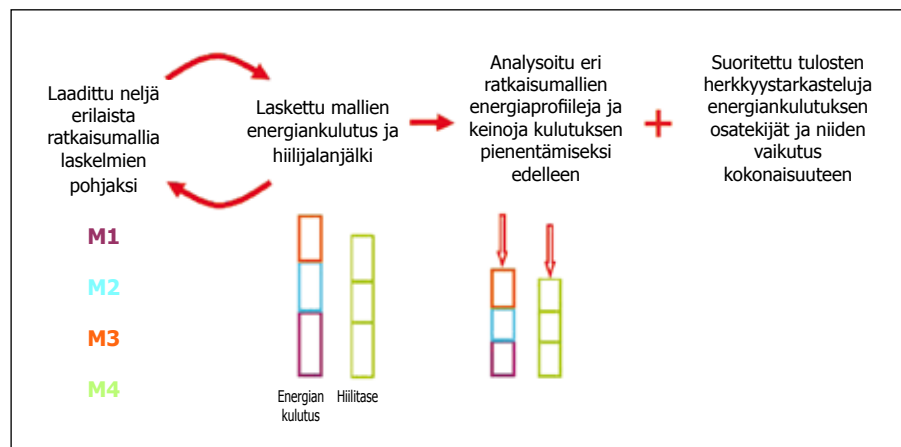 Laadittu neljä
erilaista
ratkaisumallia
laskelmien
pohjaksi
Laskettu mallien
energiankulutus ja
hiilijalanjälki
Analysoitu eri
ratkaisumallien
energiaprofiileja ja
keinoja kulutuksen
pienentämiseksi
edelleen
+
Suoritettu tulosten
herkkyystarkasteluja
energiankulutuksen
osatekijät ja niiden
vaikutus
kokonaisuuteen
M1
M2
M3
M4
Energian
kulutus
Hiilitase